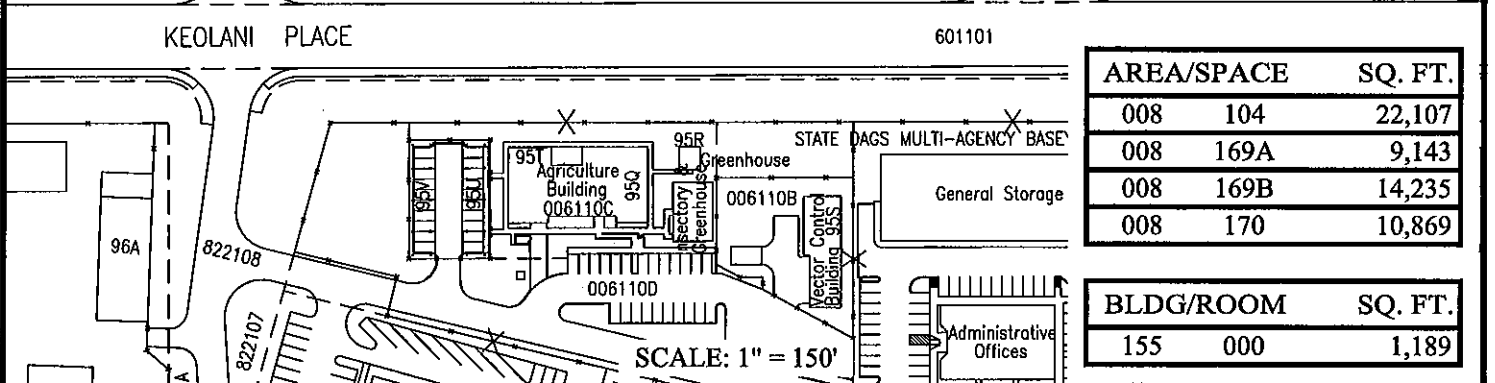 KEOLANI PLACE
601101
AREA/SPACE SQ. FT.
008 104 22,107
008 169A 9,143
008 169B 14,235
008 170 10,869
BLDG/ROOM SQ. FT.
155 000 1,189
STATE DAGS MULTI-AGENCY BASEY
95R
Greenhouse
95T
Agriculture
Building
006110C
95Q
95V
95U
Insectory
Greenhouse
006110B
Vector Control
Building 95S
General Storage
96A
822108
822107
A
006110D
Administrative
Offices
SCALE: 1" = 150'